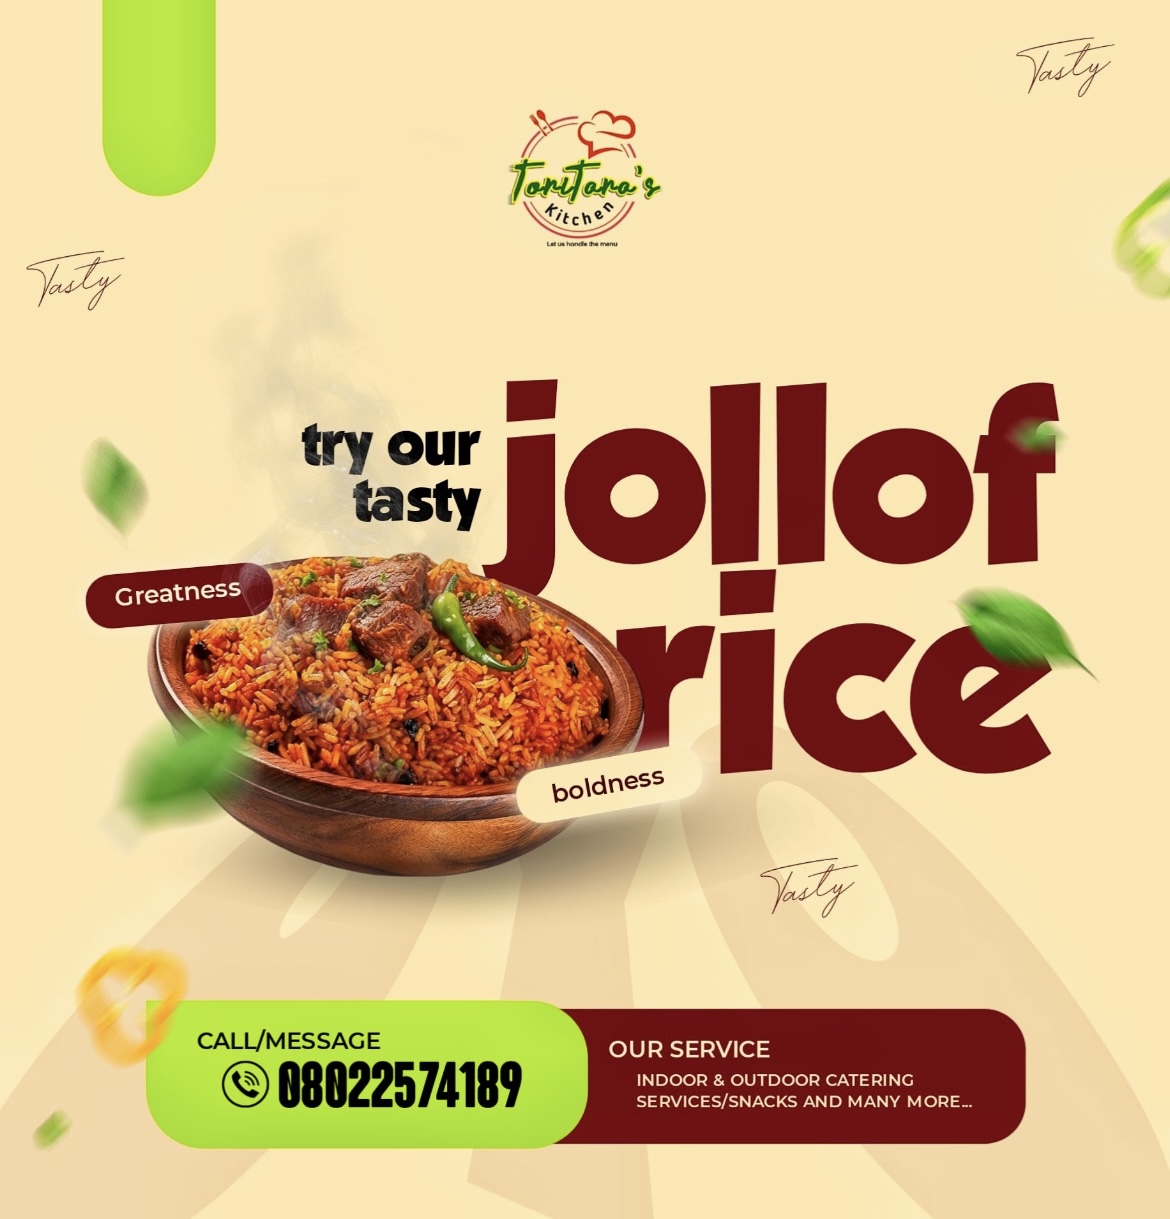 Tasty
ToriTara's
Kitchen
Let us handle the menu
Tasty
try our
tasty
jollof
rice
Greatness
boldness
Tasty
CALL/MESSAGE
08022574189
OUR SERVICE
INDOOR & OUTDOOR CATERING
SERVICES/SNACKS AND MANY MORE...